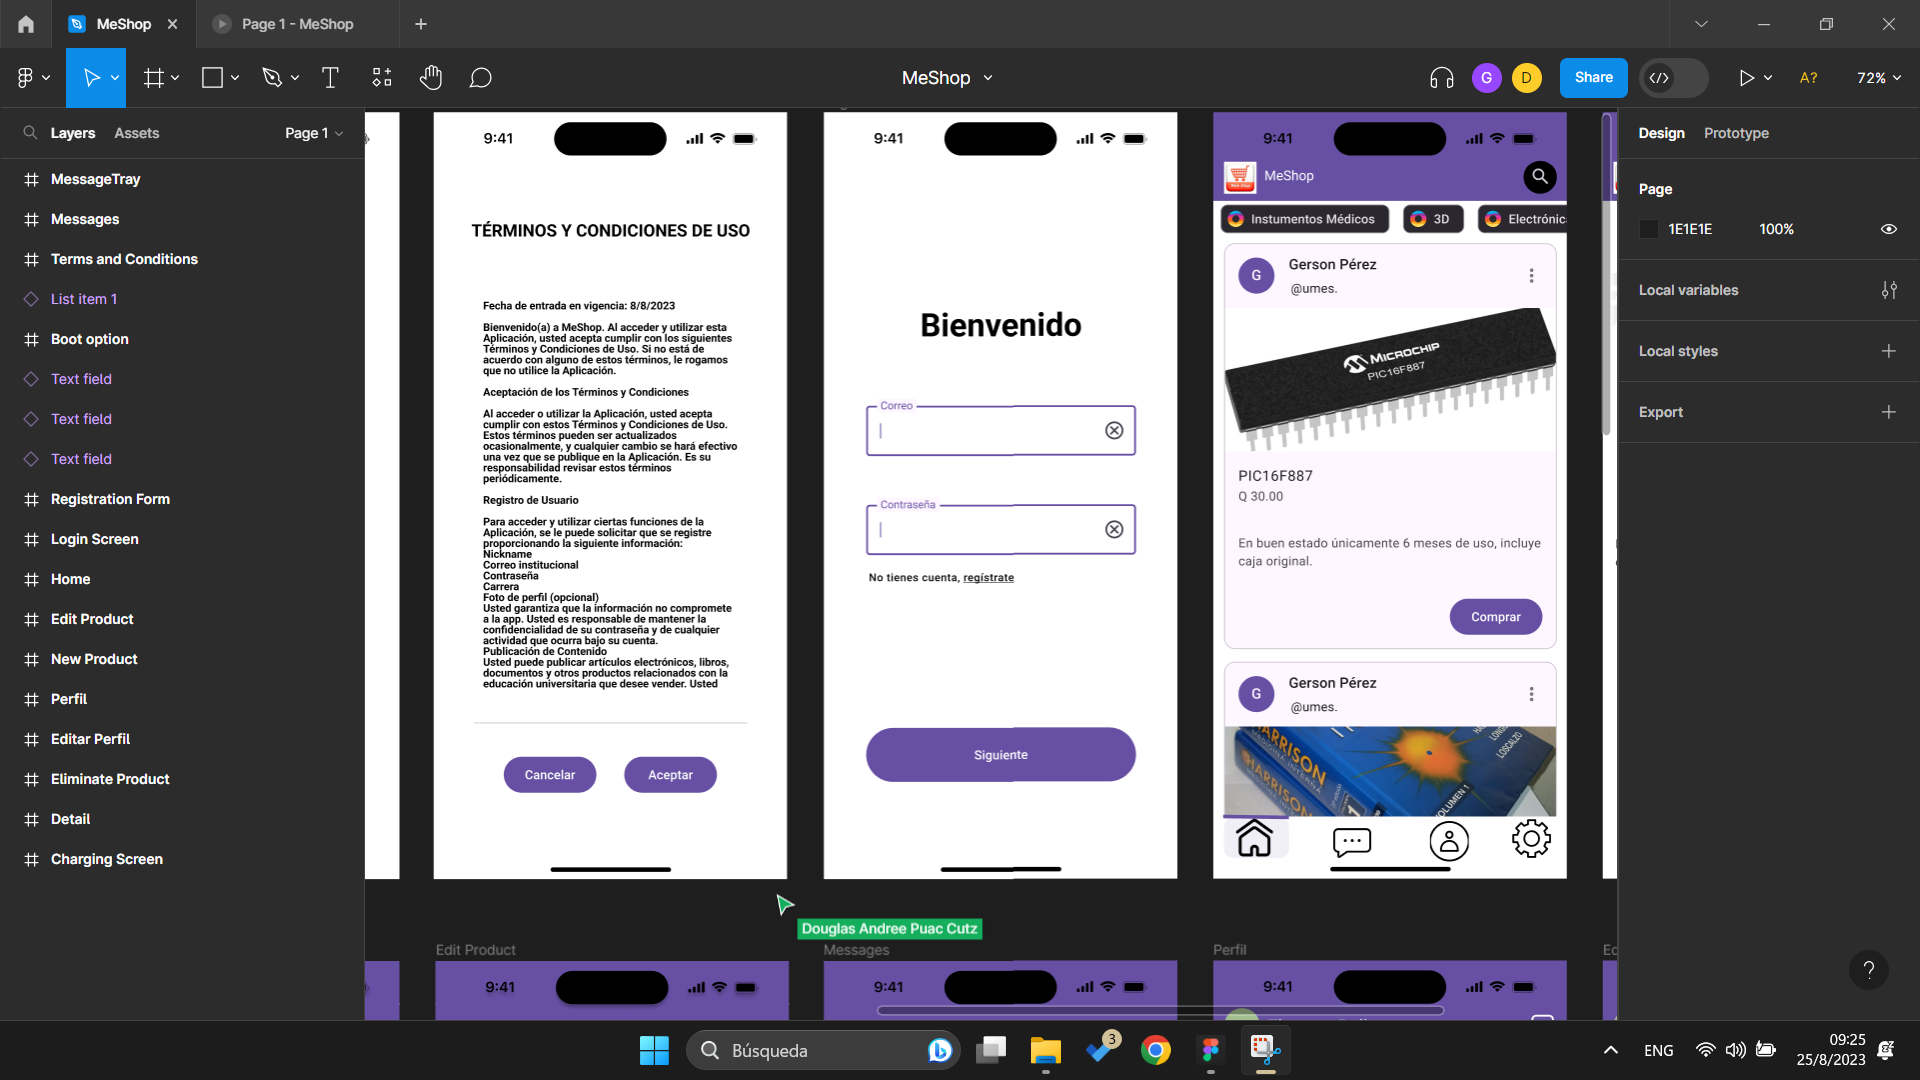 MeShop
Page 1 - MeShop
MeShop
G
D
Share
A?
72%
Layers
Assets
Page 1
MessageTray
Messages
Terms and Conditions
List item 1
Boot option
Text field
Text field
Text field
Registration Form
Login Screen
Home
Edit Product
New Product
Perfil
Editar Perfil
Eliminate Product
Detail
Charging Screen
9:41
TÉRMINOS Y CONDICIONES DE USO
Fecha de entrada en vigencia: 8/8/2023
Bienvenido(a) a MeShop. Al acceder y utilizar esta
Aplicación, usted acepta cumplir con los siguientes
Términos y Condiciones de Uso. Si no está de
acuerdo con alguno de estos términos, le rogamos
que no utilice la Aplicación.
Aceptación de los Términos y Condiciones
Al acceder o utilizar la Aplicación, usted acepta
cumplir con estos Términos y Condiciones de Uso.
Estos términos pueden ser actualizados
ocasionalmente, y cualquier cambio se hará efectivo
una vez que se publique en la Aplicación. Es su
responsabilidad revisar estos términos
periódicamente.
Registro de Usuario
Para acceder y utilizar ciertas funciones de la
Aplicación, se le puede solicitar que se registre
proporcionando la siguiente información:
Nickname
Correo institucional
Contraseña
Carrera
Foto de perfil (opcional)
Usted garantiza que la información no compromete
a la app. Usted es responsable de mantener la
confidencialidad de su contraseña y de cualquier
actividad que ocurra bajo su cuenta.
Publicación de Contenido
Usted puede publicar artículos electrónicos, libros,
documentos y otros productos relacionados con la
educación universitaria que desee vender. Usted
Cancelar
Aceptar
9:41
Bienvenido
Correo
Contraseña
No tienes cuenta, regístrate
Siguiente
9:41
MeShop
Instumentos Médicos
3D
Electrónic
G
Gerson Pérez
@umes.
MICROCHIP
PIC16F887
PIC16F887
Q 30.00
En buen estado únicamente 6 meses de uso, incluye
caja original.
Comprar
G
Gerson Pérez
@umes.
HARRISON
MEDICINA INTERNA
HARRISON
HARRISON
LOSCALZO
VOLUMEN 1
Douglas Andree Puac Cutz
Edit Product
9:41
Messages
9:41
Perfil
9:41
Ec
Design
Prototype
Page
1E1E1E
100%
Local variables
Local styles
Export
?
Búsqueda
3
ENG
09:25
25/8/2023